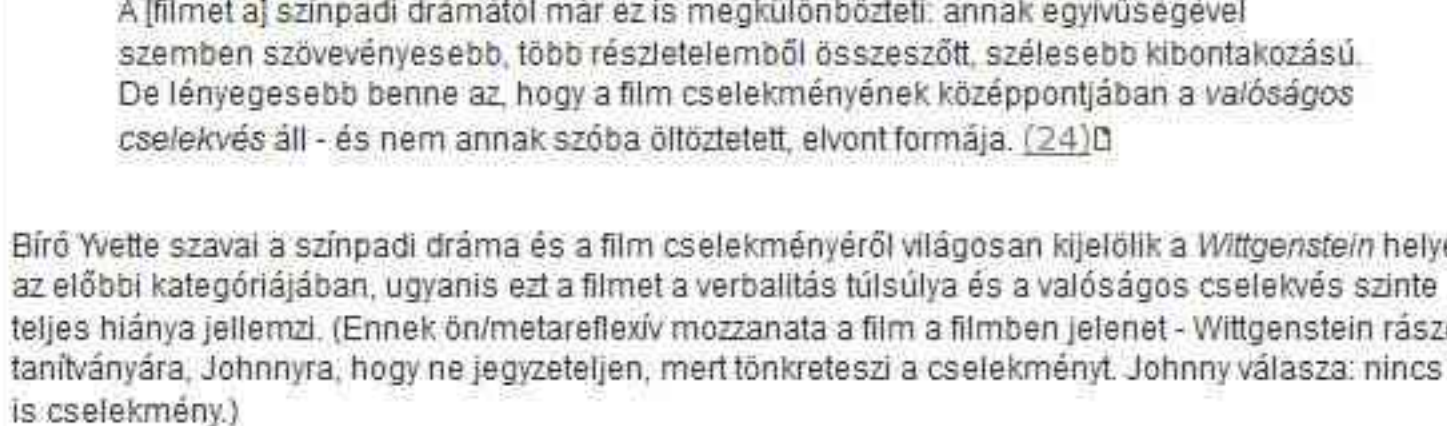 A [filmet a] színpadi drámától már ez is megkülönbözteti: annak egyívűségével
szemben szövevényesebb, több részletelemből összeszőtt, szélesebb kibontakozású.
De lényegesebb benne az, hogy a film cselekményének középpontjában a valóságos
cselekvés áll - és nem annak szóba öltöztetett, elvont formája. (24)
Bíró Yvette szavai a színpadi dráma és a film cselekményéről világosan kijelölik a Wittgenstein
az előbbi kategóriájában, ugyanis ezt a filmet a verbalitás túlsúlya és a valóságos cselekvés szinte
teljes hiánya jellemzi. (Ennek ön/metareflexív mozzanata a film a filmben jelenet - Wittgenstein
tanítványára, Johnnyra, hogy ne jegyzeteljen, mert tönkreteszi a cselekményt. Johnny válasza: nincs
is cselekmény.)